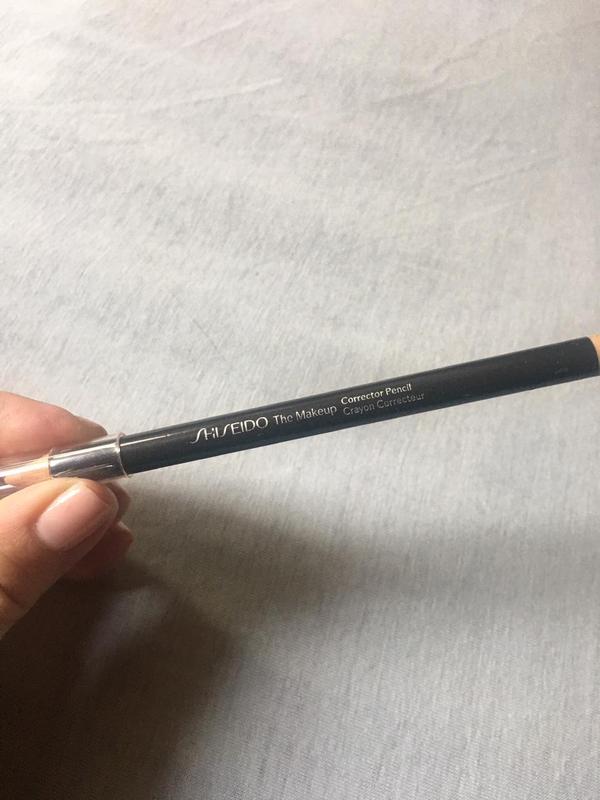 SHISEIDO The Makeup Corrector Pencil
Crayon Correcteur